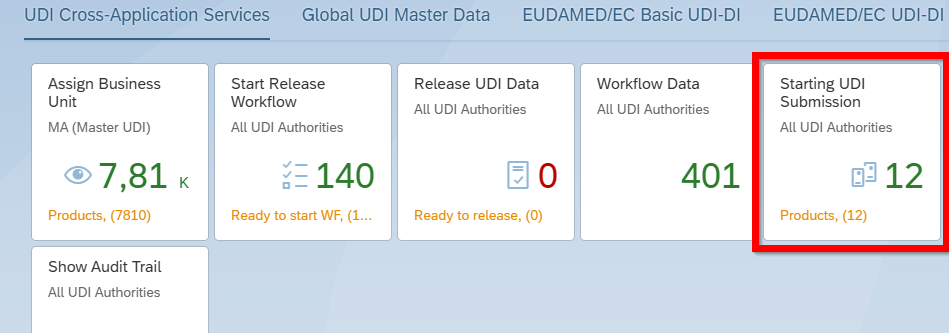 UDI Cross-Application Services
Global UDI Master Data
EUDAMED/EC Basic UDI-DI
EUDAMED/EC UDI-DI
Assign Business
Unit
MA (Master UDI)
7,81 K
Products, (7810)
Start Release
Workflow
All UDI Authorities
140
Ready to start WF, (1...
Release UDI Data
All UDI Authorities
0
Ready to release, (0)
Workflow Data
All UDI Authorities
401
Starting UDI
Submission
All UDI Authorities
12
Products, (12)
Show Audit Trail
All UDI Authorities